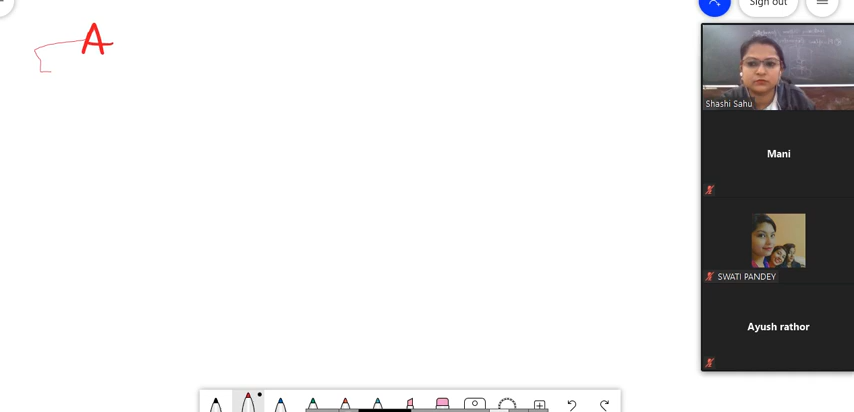 Sign out
A
Shashi Sahu
Mani
SWATI PANDEY
Ayush rathor